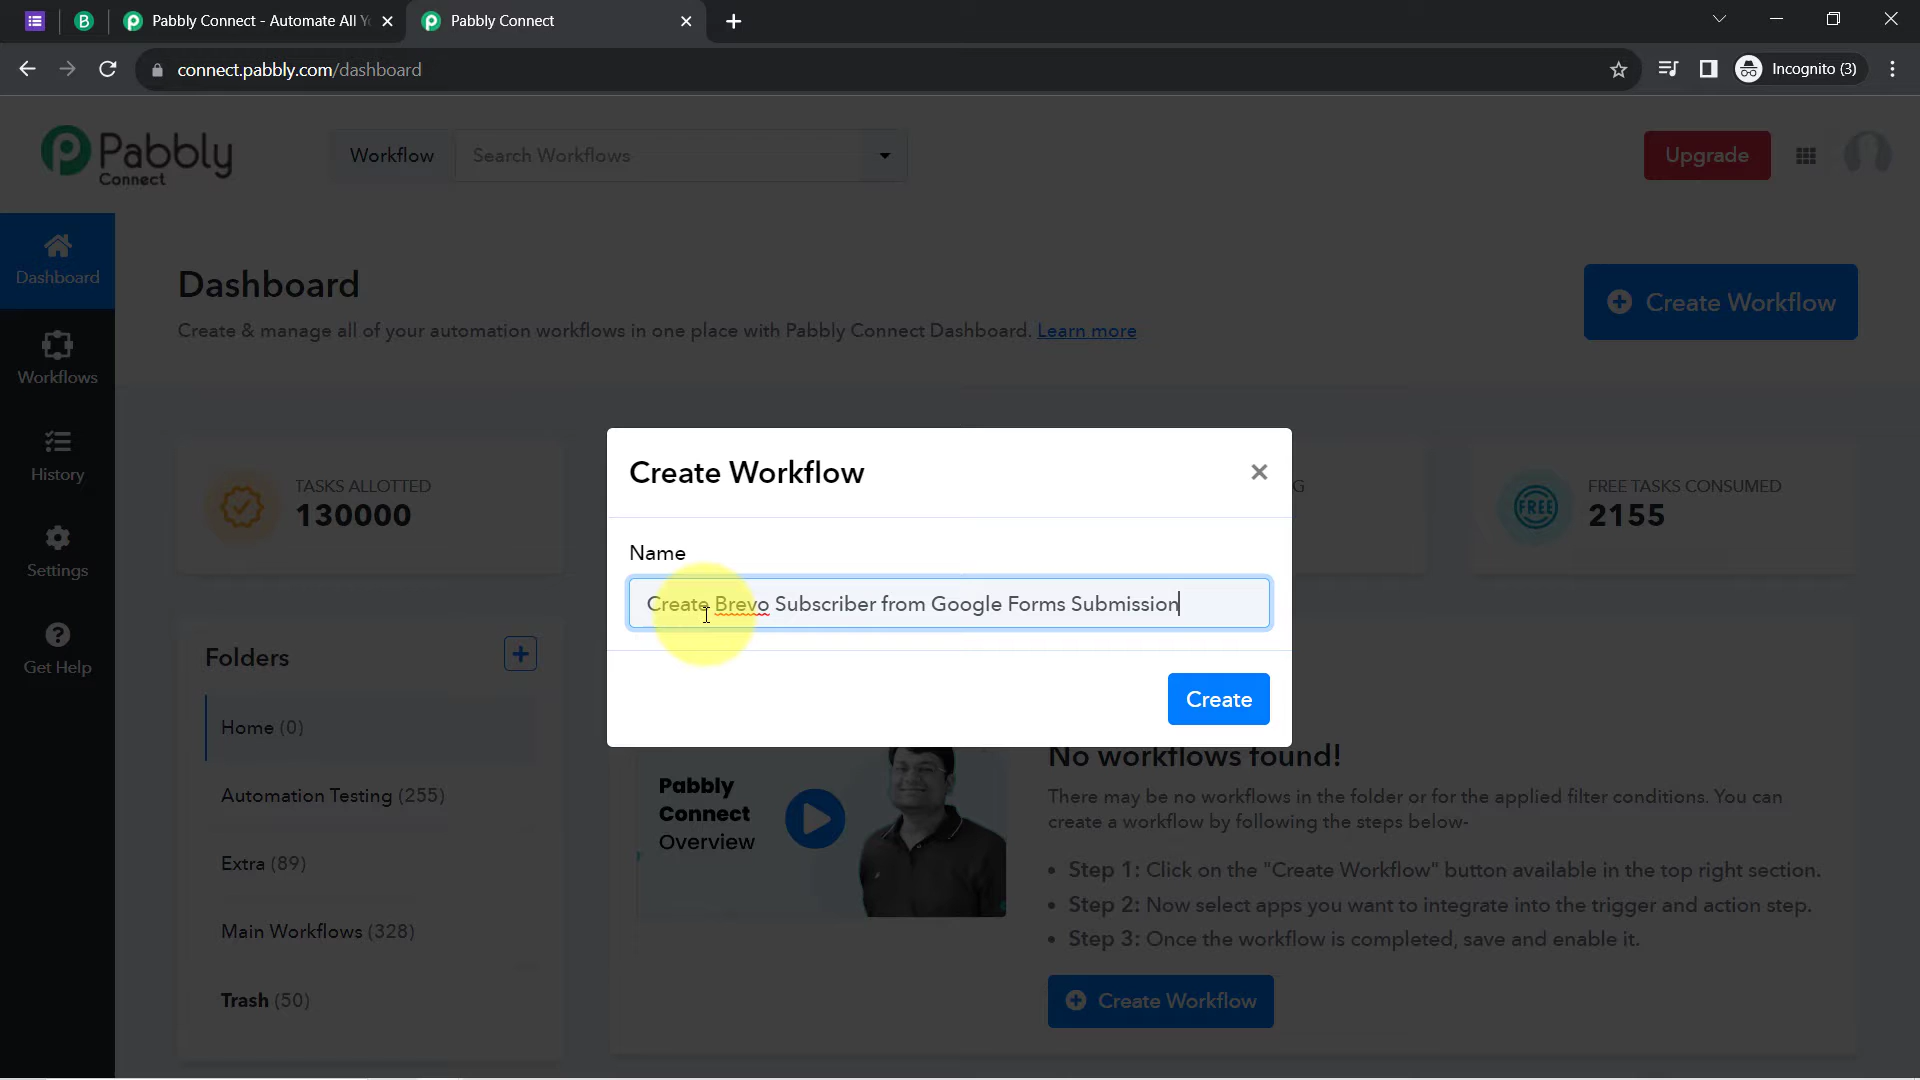 B
Pabbly Connect - Automate All Y
Pabbly Connect
connect.pabbly.com/dashboard
Incognito (3)
Pabbly
Connect
Workflow
Search Workflows
Upgrade
Dashboard
Dashboard
Create & manage all of your automation workflows in one place with Pabbly Connect Dashboard. Learn more
Create Workflow
Workflows
History
Settings
Get Help
TASKS ALLOTTED
130000
G
FREE
FREE TASKS CONSUMED
2155
Create Workflow
Name
Create Brevo Subscriber from Google Forms Submission
Create
Folders
Home (0)
Automation Testing (255)
Extra (89)
Main Workflows (328)
Trash (50)
Pabbly
Connect
Overview
No workflows found!
There may be no workflows in the folder or for the applied filter conditions. You can
create a workflow by following the steps below-
• Step 1: Click on the "Create Workflow" button available in the top right section.
• Step 2: Now select apps you want to integrate into the trigger and action step.
• Step 3: Once the workflow is completed, save and enable it.
Create Workflow